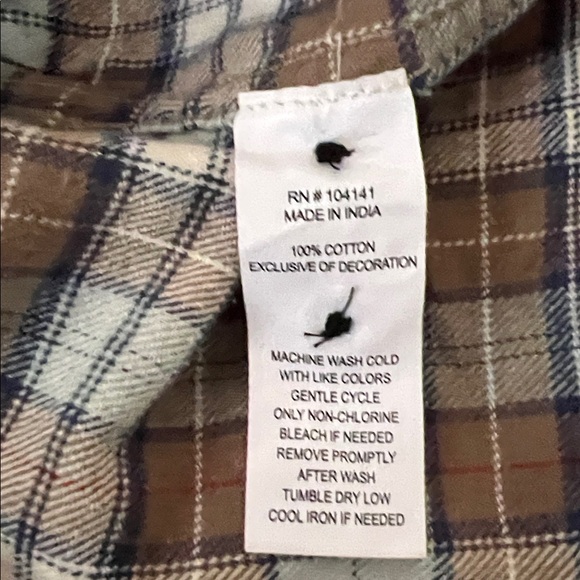 RN # 104141
MADE IN INDIA
100% COTTON
EXCLUSIVE OF DECORATION
MACHINE WASH COLD
WITH LIKE COLORS
GENTLE CYCLE
ONLY NON-CHLORINE
BLEACH IF NEEDED
REMOVE PROMPTLY
AFTER WASH
TUMBLE DRY LOW
COOL IRON IF NEEDED